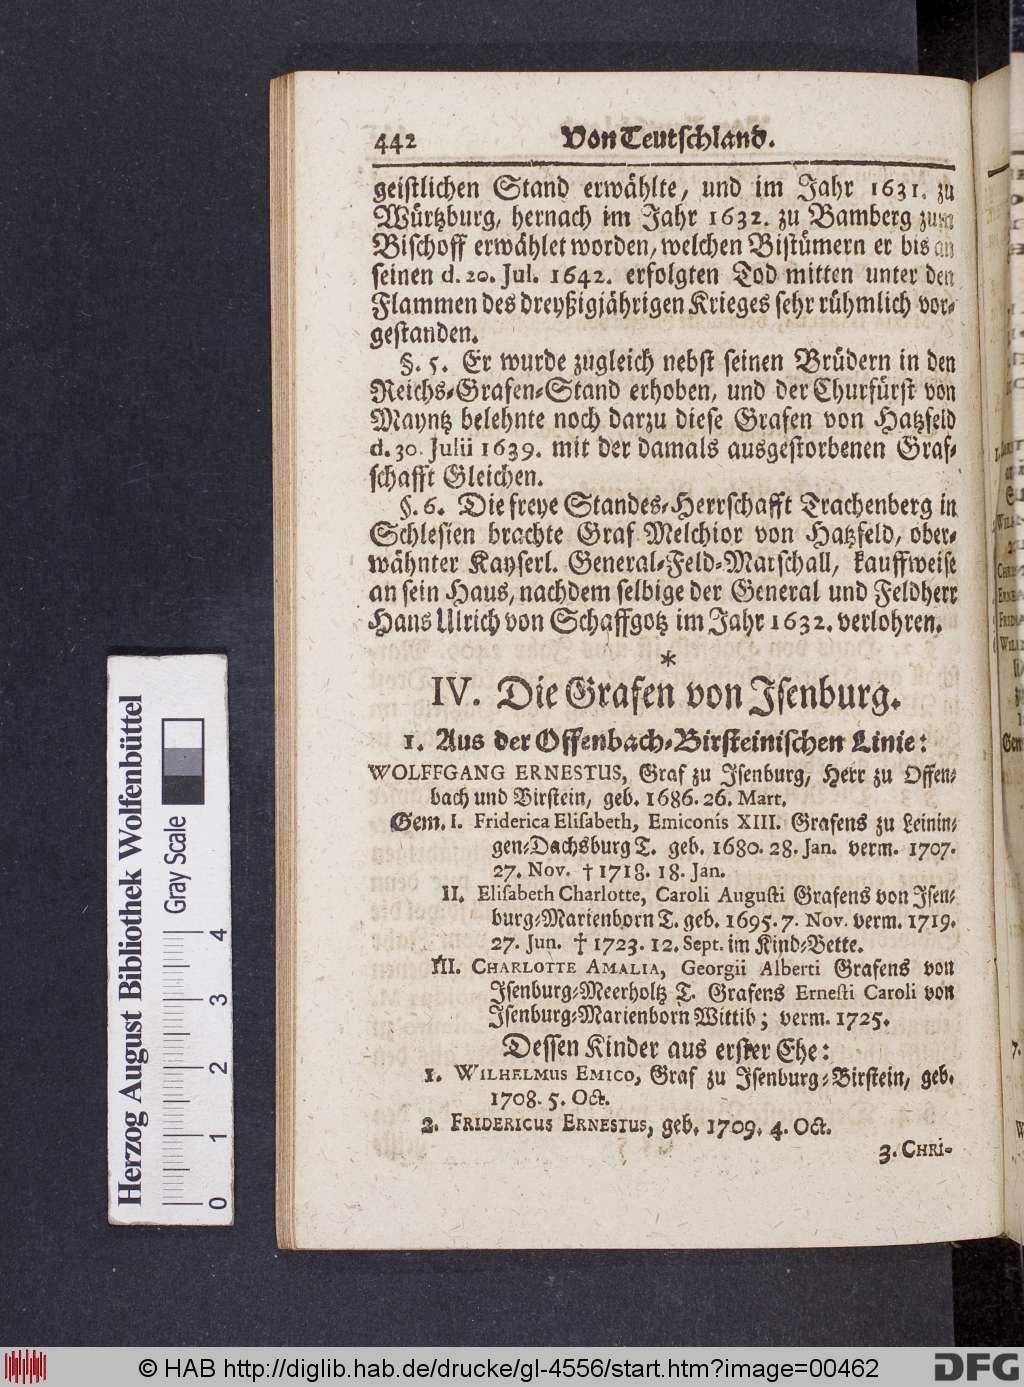 442 Von Teutschland.
geistlichen Stand erwählte, und im Jahr 1631. zu
Würtzburg, hernach im Jahr 1632. zu Bamberg zum
Bischoff erwählet worden, welchen Bistümern er bis an
seinen d. 20. Jul. 1642. erfolgten Tod mitten unter den
Flammen des dreyßigjährigen Krieges sehr rühmlich vor-
gestanden.
§. 5. Er wurde zugleich nebst seinen Brüdern in den
Reichs-Grafen-Stand erhoben, und der Churfürst von
Mayntz belehnte noch darzu diese Grafen von Hatzfeld
d. 30. Julii 1639. mit der damals ausgestorbenen Graf-
schafft Gleichen.
§. 6. Die freye Standes-Herrschafft Trachenberg in
Schlesien brachte Graf Melchior von Hatzfeld, ober-
wähnter Kayserl. General-Feld-Marschall, kauffweise
an sein Haus, nachdem selbige der General und Feldherr
Hans Ulrich von Schaffgotz im Jahr 1632. verlohren.
*
IV. Die Grafen von Isenburg.
1. Aus der Offenbach-Birsteinischen Linie:
WOLFFGANG ERNESTUS, Graf zu Isenburg, Herr zu Offen-
bach und Birstein, geb. 1686. 26. Mart.
Gem. I. Friderica Elisabeth, Emiconis XIII. Grafens zu Leinin-
gen-Dachsburg T. geb. 1680. 28. Jan. verm. 1707.
27. Nov. † 1718. 18. Jan.
II. Elisabeth Charlotte, Caroli Augusti Grafens von Isen-
burg-Marienborn T. geb. 1695. 7. Nov. verm. 1719.
27. Jun. † 1723. 12. Sept. im Kind-Bette.
III. CHARLOTTE AMALIA, Georgii Alberti Grafens von
Isenburg-Meerholtz T. Grafens Ernesti Caroli von
Isenburg-Marienborn Wittib; verm. 1725.
Dessen Kinder aus erster Ehe:
1. WILHELMUS EMICO, Graf zu Isenburg-Birstein, geb.
1708. 5. Oct.
2. FRIDERICUS ERNESTUS, geb. 1709. 4. Oct.
3. CHRI-
Herzog August Bibliothek Wolfenbüttel
Gray Scale
0 1 2 3 4
© HAB http://diglib.hab.de/drucke/gl-4556/start.htm?image=00462
DFG